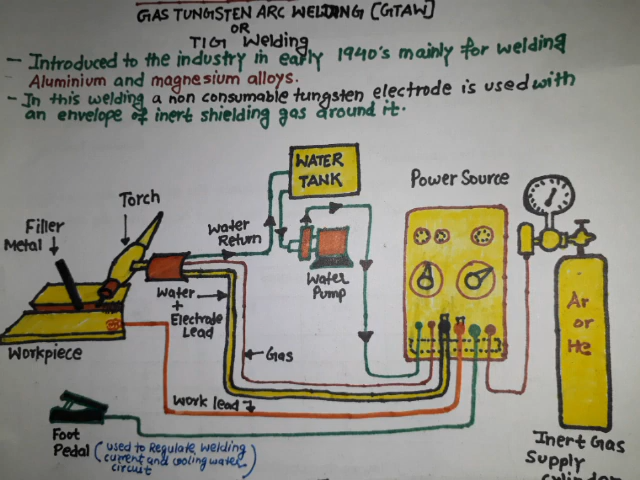 GAS TUNGSTEN ARC WELDING [GTAW]
OR
TIG Welding
- Introduced to the industry in early 1940's mainly for welding
Aluminium and magnesium alloys.
- In this welding a non consumable tungsten electrode is used with
an envelope of inert shielding gas around it.
WATER
TANK
Power Source
Torch
Filler
Metal
Water
Return
Water
Pump
Water
+
Electrode
Lead
Ar
or
He
Gas
Workpiece
Work lead
Foot
Pedal
(used to Regulate welding
current and cooling water
circuit)
Inert Gas
Supply
Cylinder